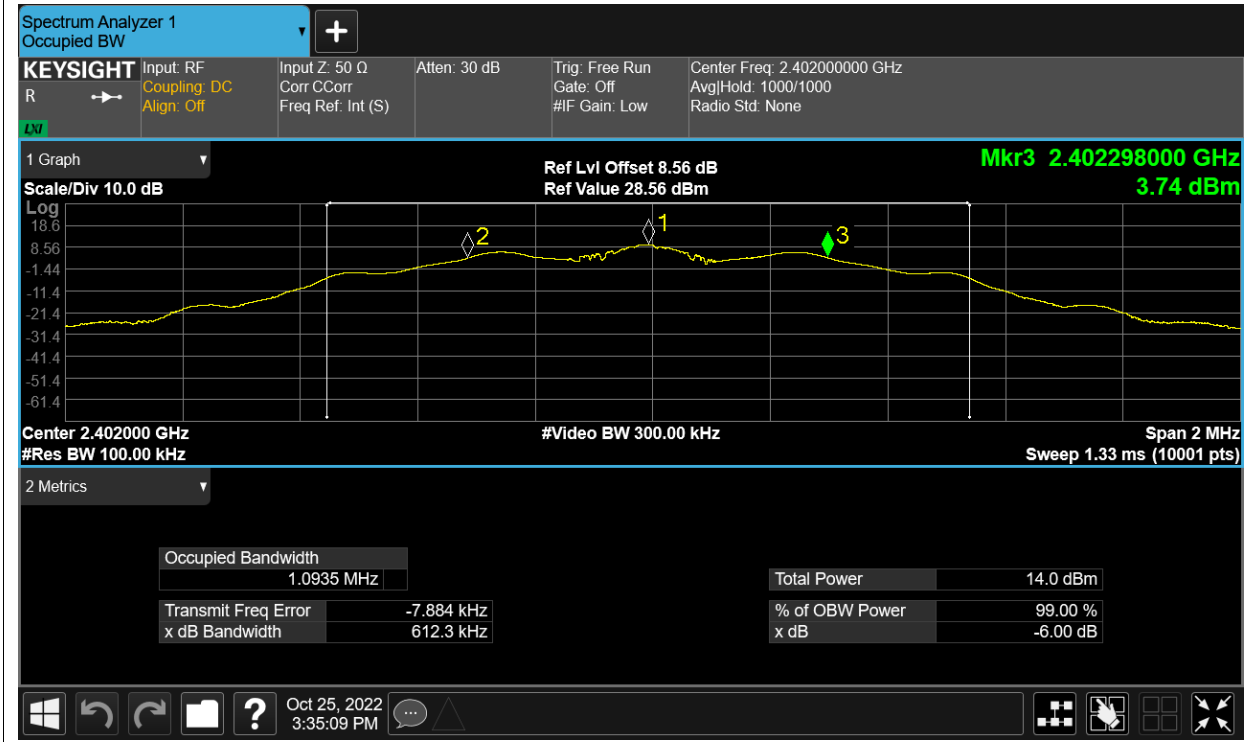 Spectrum Analyzer 1
Occupied BW
KEYSIGHT
R
LXI
Input: RF
Coupling: DC
Align: Off
Input Z: 50 Ω
Corr CCorr
Freq Ref: Int (S)
Atten: 30 dB
Trig: Free Run
Gate: Off
#IF Gain: Low
Center Freq: 2.402000000 GHz
Avg|Hold: 1000/1000
Radio Std: None
1 Graph
Scale/Div 10.0 dB
Ref Lvl Offset 8.56 dB
Ref Value 28.56 dBm
Mkr3 2.402298000 GHz
3.74 dBm
Log
18.6
8.56
-1.44
-11.4
-21.4
-31.4
-41.4
-51.4
-61.4
2
1
3
Center 2.402000 GHz
#Res BW 100.00 kHz
#Video BW 300.00 kHz
Span 2 MHz
Sweep 1.33 ms (10001 pts)
2 Metrics
Occupied Bandwidth
1.0935 MHz
Transmit Freq Error -7.884 kHz
x dB Bandwidth 612.3 kHz
Total Power 14.0 dBm
% of OBW Power 99.00 %
x dB -6.00 dB
?
Oct 25, 2022
3:35:09 PM